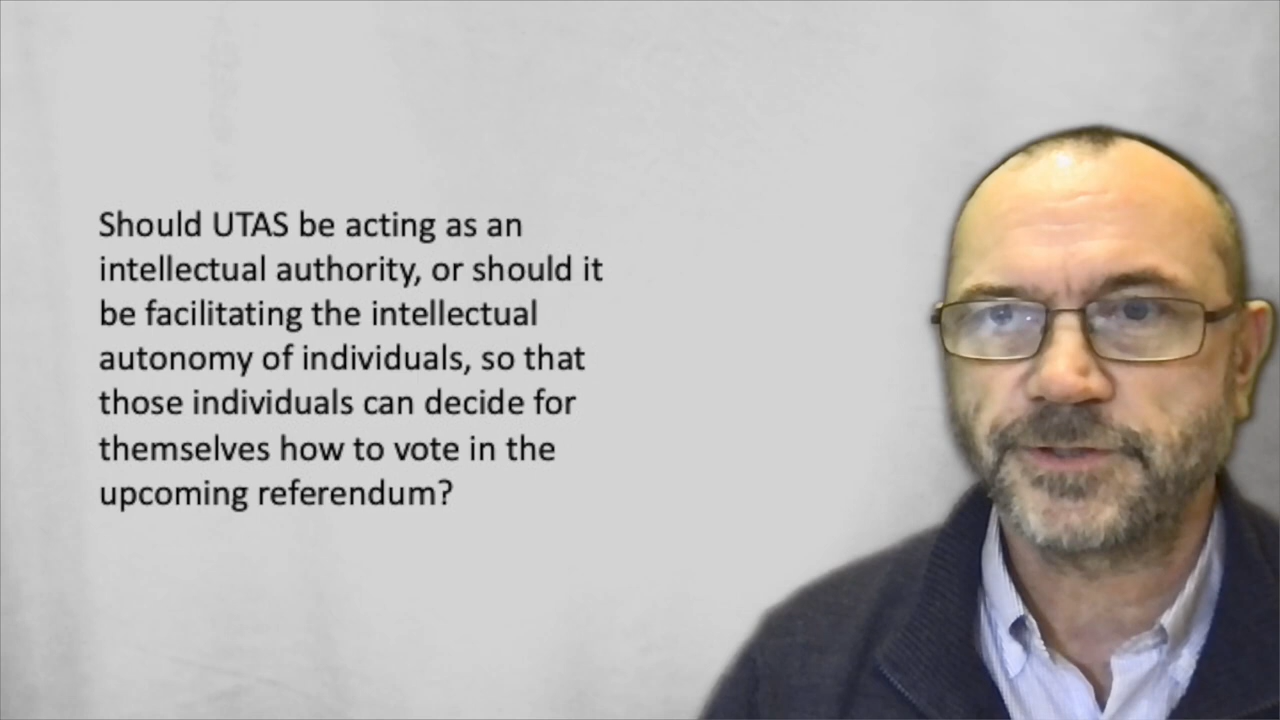 Should UTAS be acting as an
intellectual authority, or should it
be facilitating the intellectual
autonomy of individuals, so that
those individuals can decide for
themselves how to vote in the
upcoming referendum?